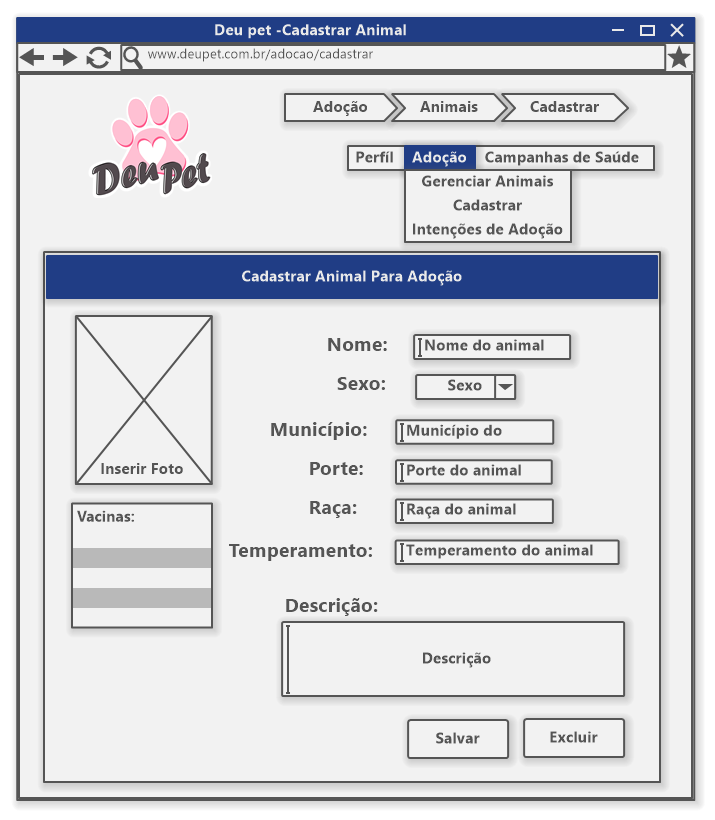 Deu pet -Cadastrar Animal
www.deupet.com.br/adocao/cadastrar
Deu Pet
Adoção Animais Cadastrar
Perfíl Adoção Campanhas de Saúde
Gerenciar Animais
Cadastrar
Intenções de Adoção
Cadastrar Animal Para Adoção
Inserir Foto
Vacinas:
Nome: Nome do animal
Sexo: Sexo
Município: Município do
Porte: Porte do animal
Raça: Raça do animal
Temperamento: Temperamento do animal
Descrição:
Descrição
Salvar Excluir